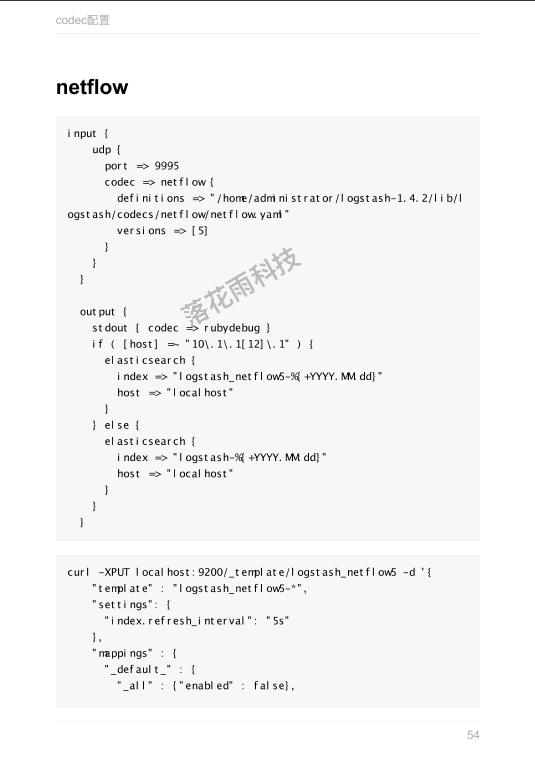 codec配置
netflow
input {
    udp {
      port => 9995
      codec => netflow {
        definitions => "/home/administrator/logstash-1.4.2/lib/l
ogstash/codecs/netflow/netflow.yaml"
        versions => [5]
      }
    }
  }
落花雨科技
  output {
    stdout { codec => rubydebug }
    if ( [host] =~ "10\.1\.1[12]\.1" ) {
      elasticsearch {
        index => "logstash_netflow5-%{+YYYY.MM.dd}"
        host => "localhost"
      }
    } else {
      elasticsearch {
        index => "logstash-%{+YYYY.MM.dd}"
        host => "localhost"
      }
    }
  }
curl -XPUT localhost:9200/_template/logstash_netflow5 -d '{
    "template" : "logstash_netflow5-*",
    "settings": {
      "index.refresh_interval": "5s"
    },
    "mappings" : {
      "_default_" : {
        "_all" : {"enabled" : false},
54